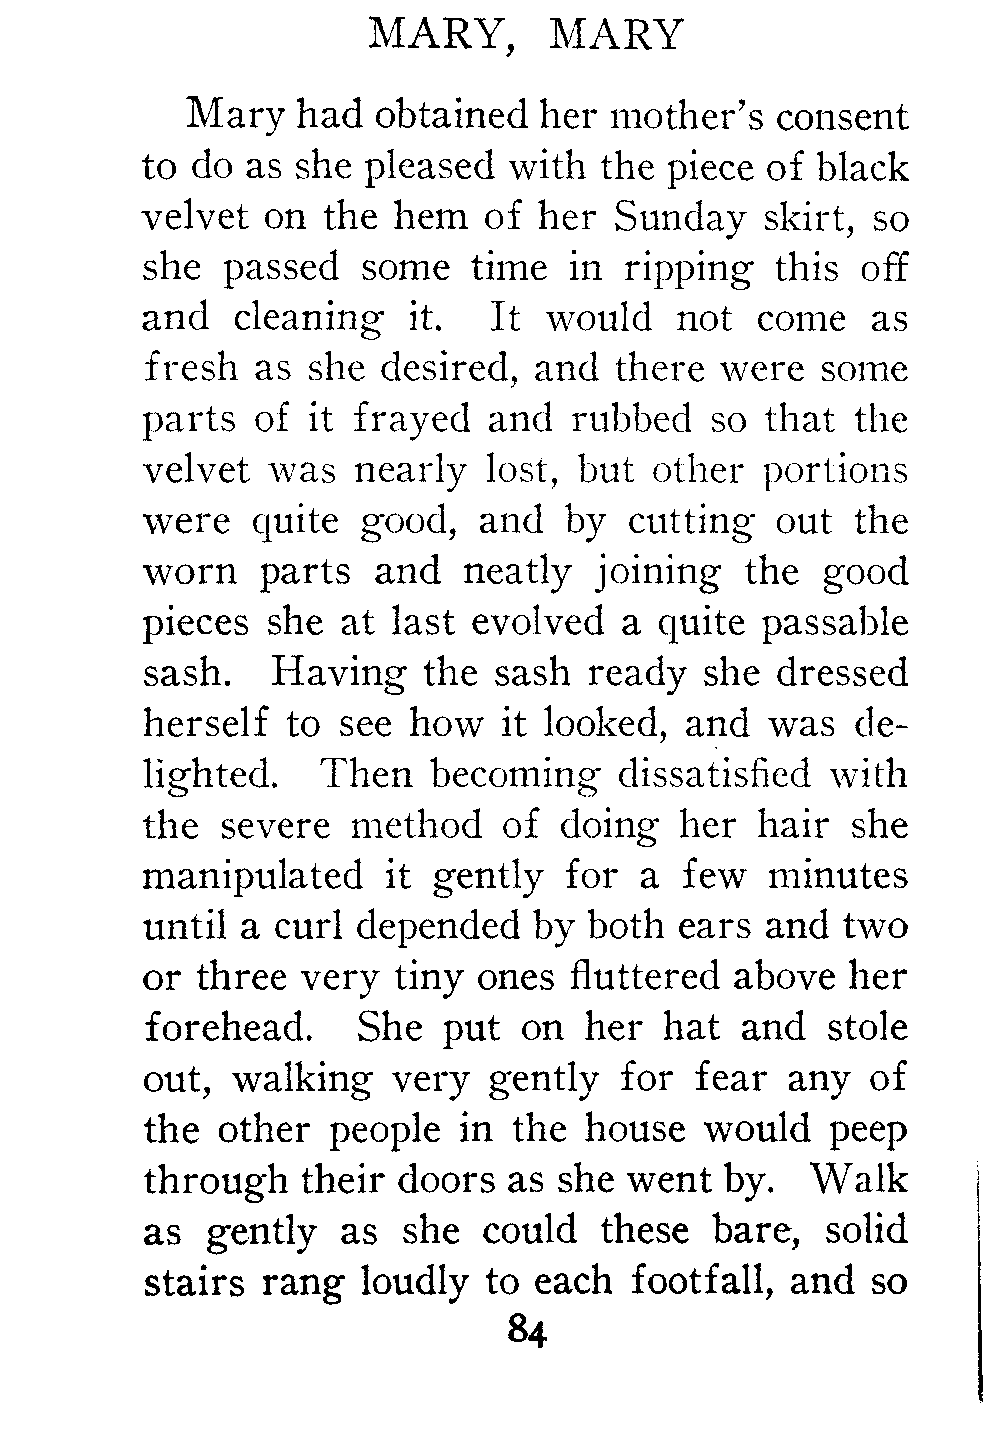 MARY, MARY
Mary had obtained her mother's consent
to do as she pleased with the piece of black
velvet on the hem of her Sunday skirt, so
she passed some time in ripping this off
and cleaning it. It would not come as
fresh as she desired, and there were some
parts of it frayed and rubbed so that the
velvet was nearly lost, but other portions
were quite good, and by cutting out the
worn parts and neatly joining the good
pieces she at last evolved a quite passable
sash. Having the sash ready she dressed
herself to see how it looked, and was de-
lighted. Then becoming dissatisfied with
the severe method of doing her hair she
manipulated it gently for a few minutes
until a curl depended by both ears and two
or three very tiny ones fluttered above her
forehead. She put on her hat and stole
out, walking very gently for fear any of
the other people in the house would peep
through their doors as she went by. Walk
as gently as she could these bare, solid
stairs rang loudly to each footfall, and so
84